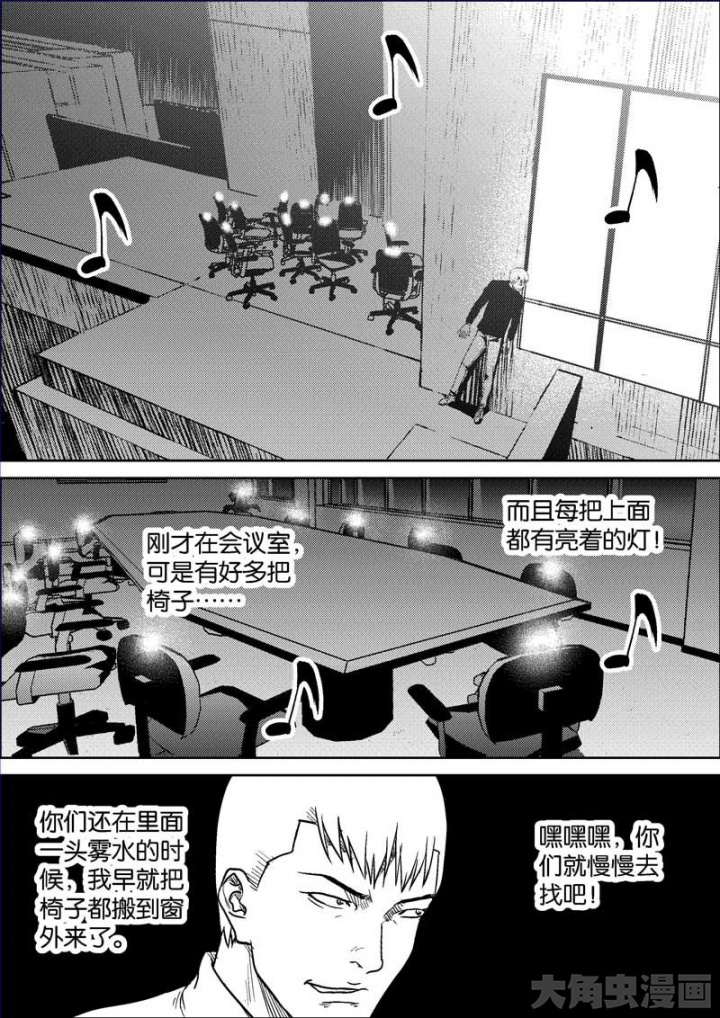 刚才在会议室，
可是有好多把
椅子……
而且每把上面
都有亮着的灯！
你们还在里面
一头雾水的时
候，我早就把
椅子都搬到窗
外来了。
嘿嘿嘿，你
们就慢慢去
找吧！
大角虫漫画